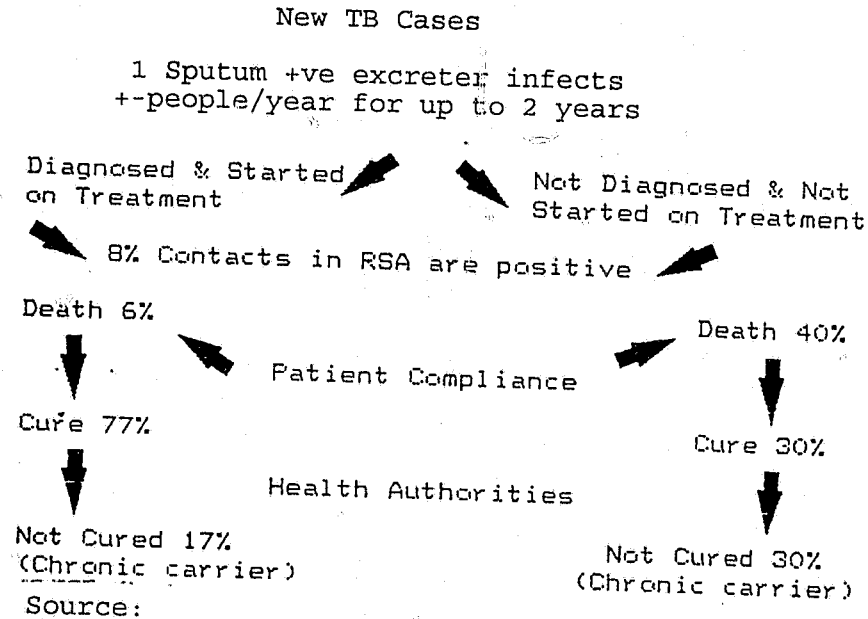 New TB Cases
1 Sputum +ve excreter infects
+-people/year for up to 2 years
Diagnosed & Started
on Treatment
Not Diagnosed & Not
Started on Treatment
8% Contacts in RSA are positive
Death 6%
Death 40%
Patient Compliance
Cure 77%
Cure 30%
Health Authorities
Not Cured 17%
(Chronic carrier)
Not Cured 30%
(Chronic carrier)
Source: